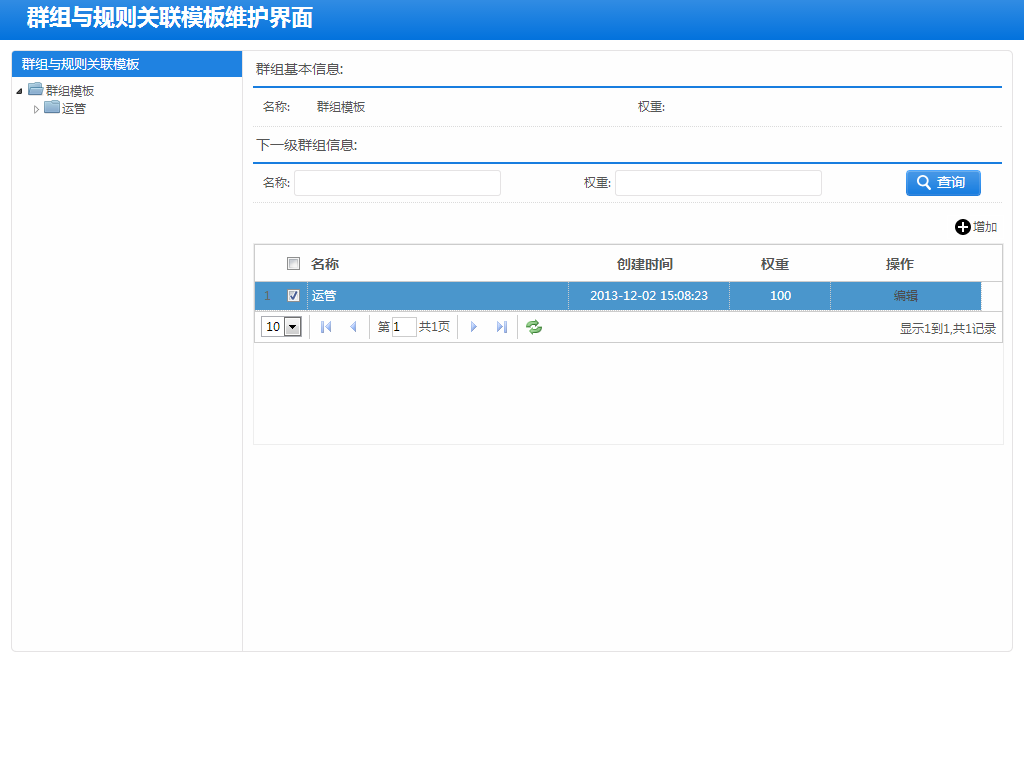 群组与规则关联模板维护界面
群组与规则关联模板
群组模板
运管
群组基本信息:
名称: 群组模板 权重:
下一级群组信息:
名称: 权重: 查询
增加
名称 创建时间 权重 操作
1 运管 2013-12-02 15:08:23 100 编辑
10 第 1 共1页 显示1到1,共1记录